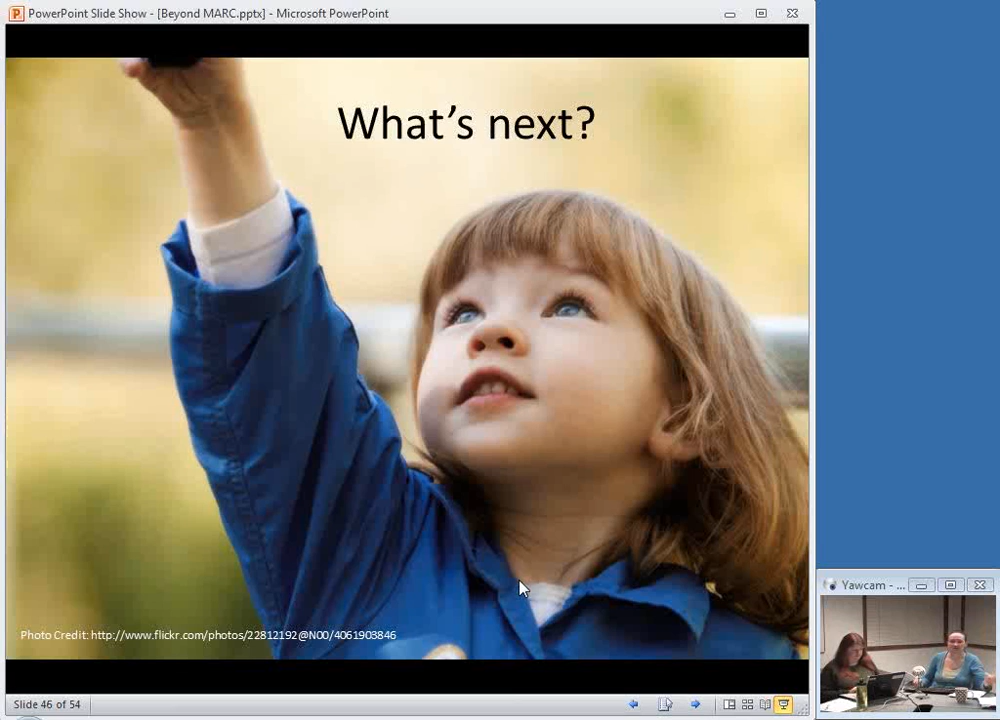 PowerPoint Slide Show - [Beyond MARC.pptx] - Microsoft PowerPoint
What's next?
Photo Credit: http://www.flickr.com/photos/22812192@N00/4061903846
Yawcam - ...
Slide 46 of 54